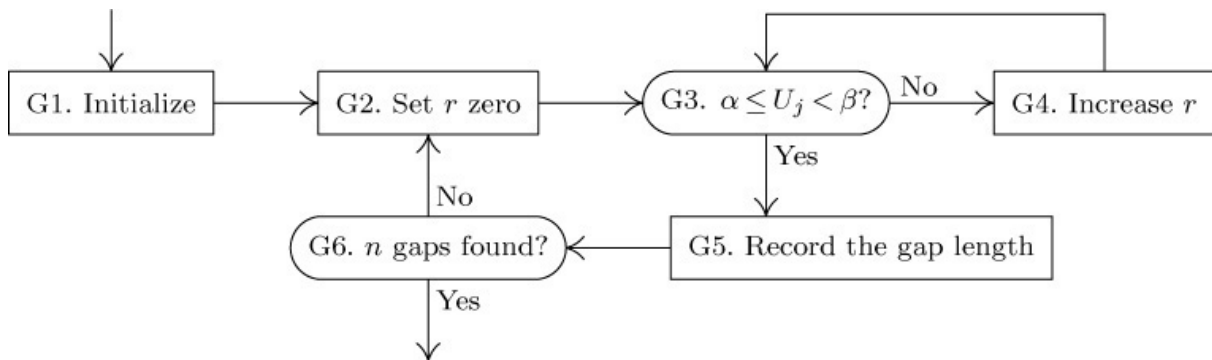 G1. Initialize
G2. Set r zero
G3. α ≤ U_j < β?
No
G4. Increase r
Yes
No
G6. n gaps found?
G5. Record the gap length
Yes